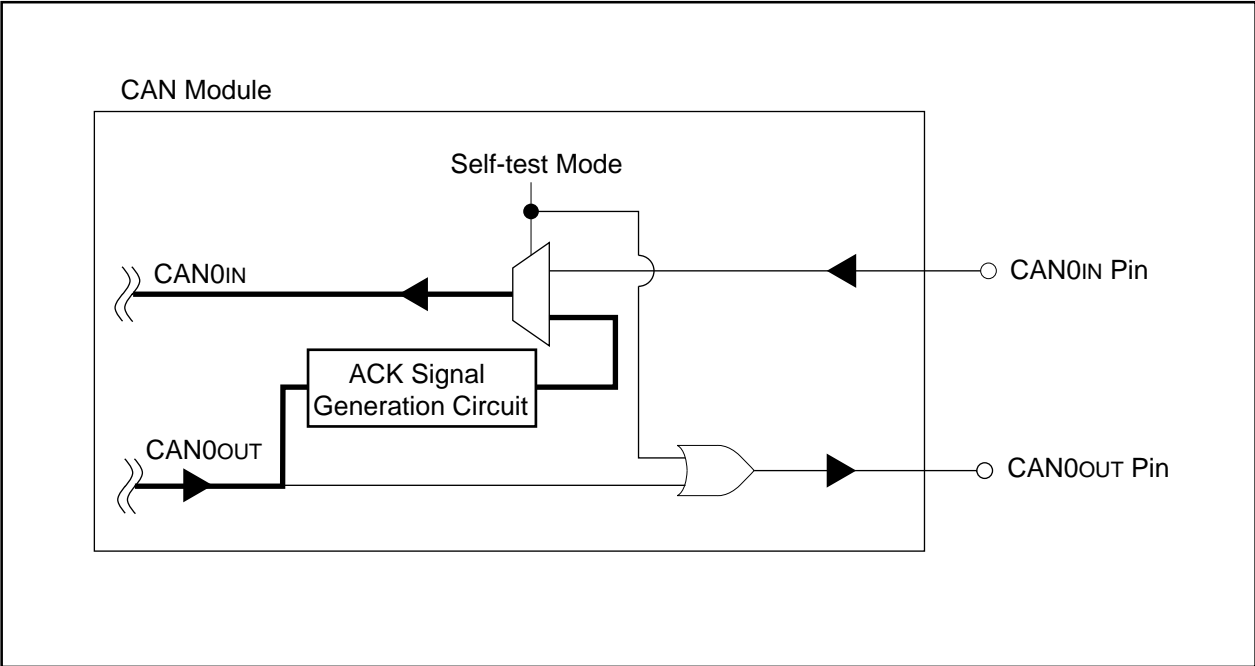 CAN Module
Self-test Mode
CAN0IN
CAN0IN Pin
ACK Signal
Generation Circuit
CAN0OUT
CAN0OUT Pin